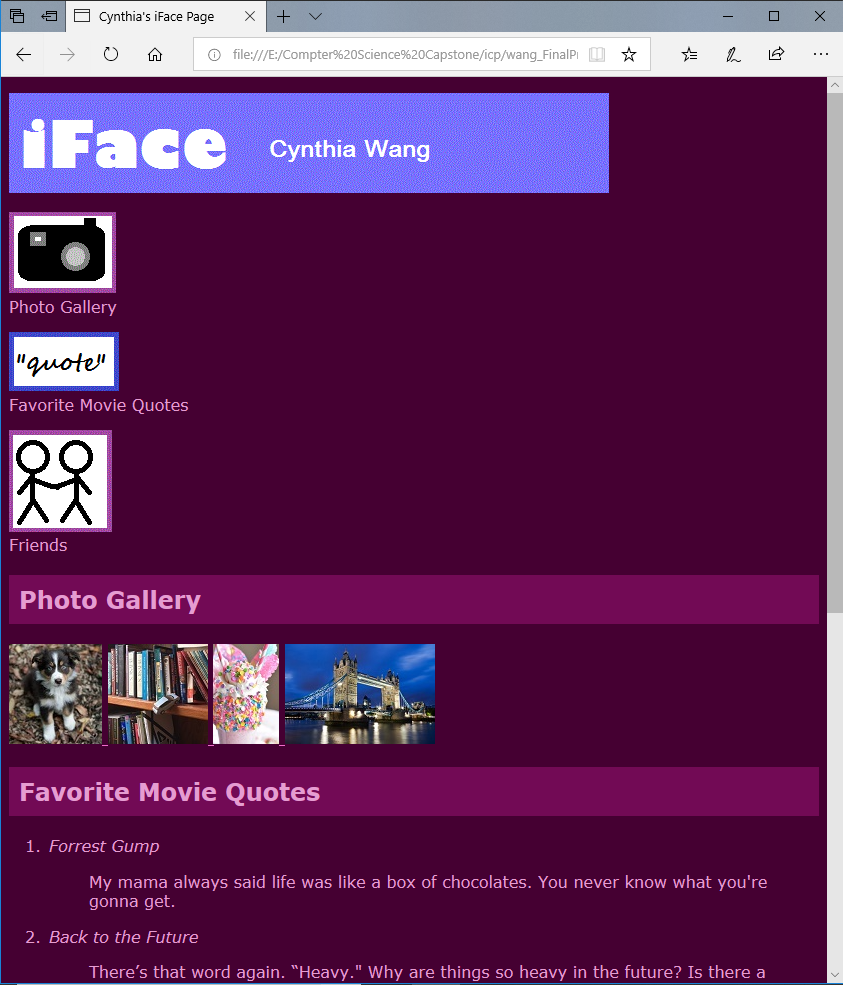 Cynthia's iFace Page
file:///E:/Compter%20Science%20Capstone/icp/wang_FinalPr
iFace Cynthia Wang
Photo Gallery
"quote"
Favorite Movie Quotes
Friends
Photo Gallery
Favorite Movie Quotes
1. Forrest Gump
My mama always said life was like a box of chocolates. You never know what you're
gonna get.
2. Back to the Future
There’s that word again. “Heavy." Why are things so heavy in the future? Is there a